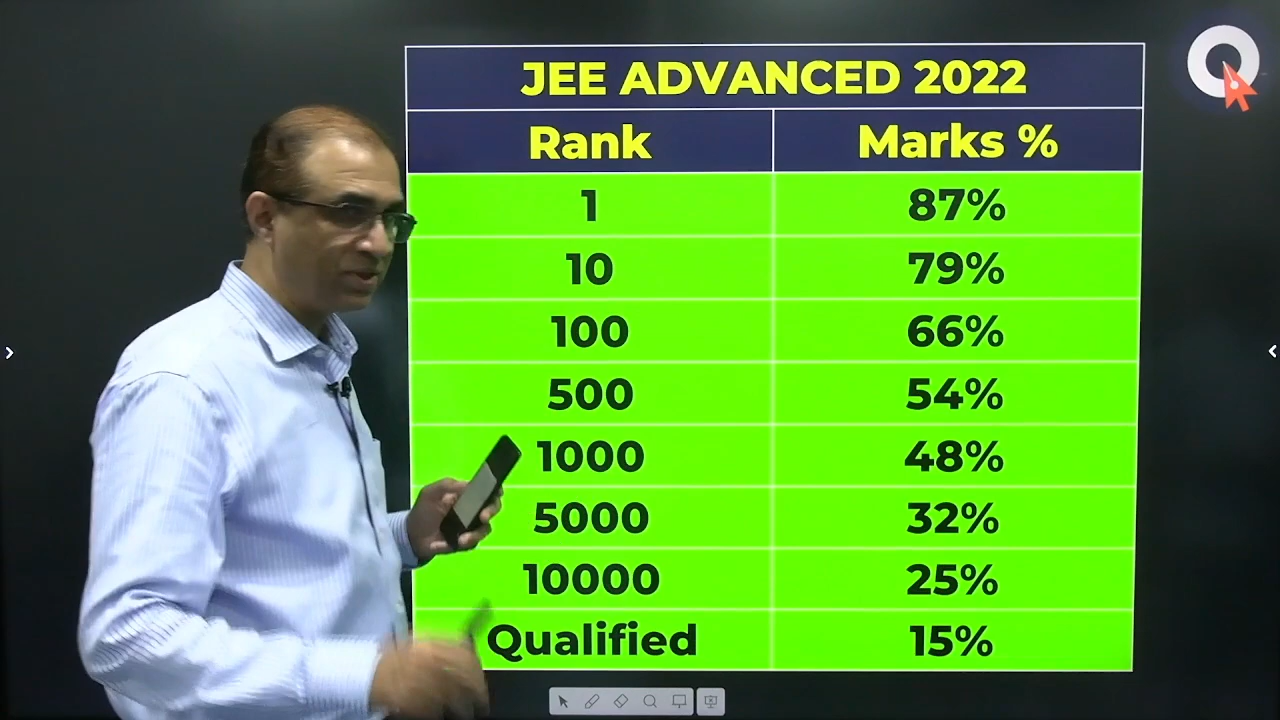 JEE ADVANCED 2022
Rank Marks %
1 87%
10 79%
100 66%
500 54%
1000 48%
5000 32%
10000 25%
Qualified 15%